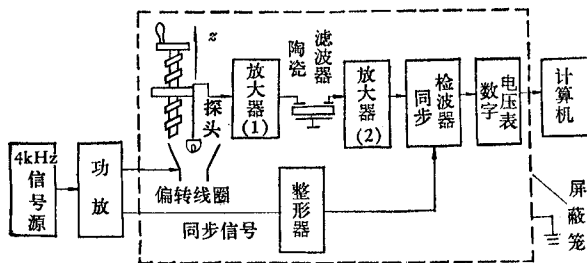 z
探头
放大器
(1)
陶瓷
滤波器
放大器
(2)
同步
检波器
数字
电压表
计算机
4kHz
信号源
功放
偏转线圈
同步信号
整形器
屏蔽笼